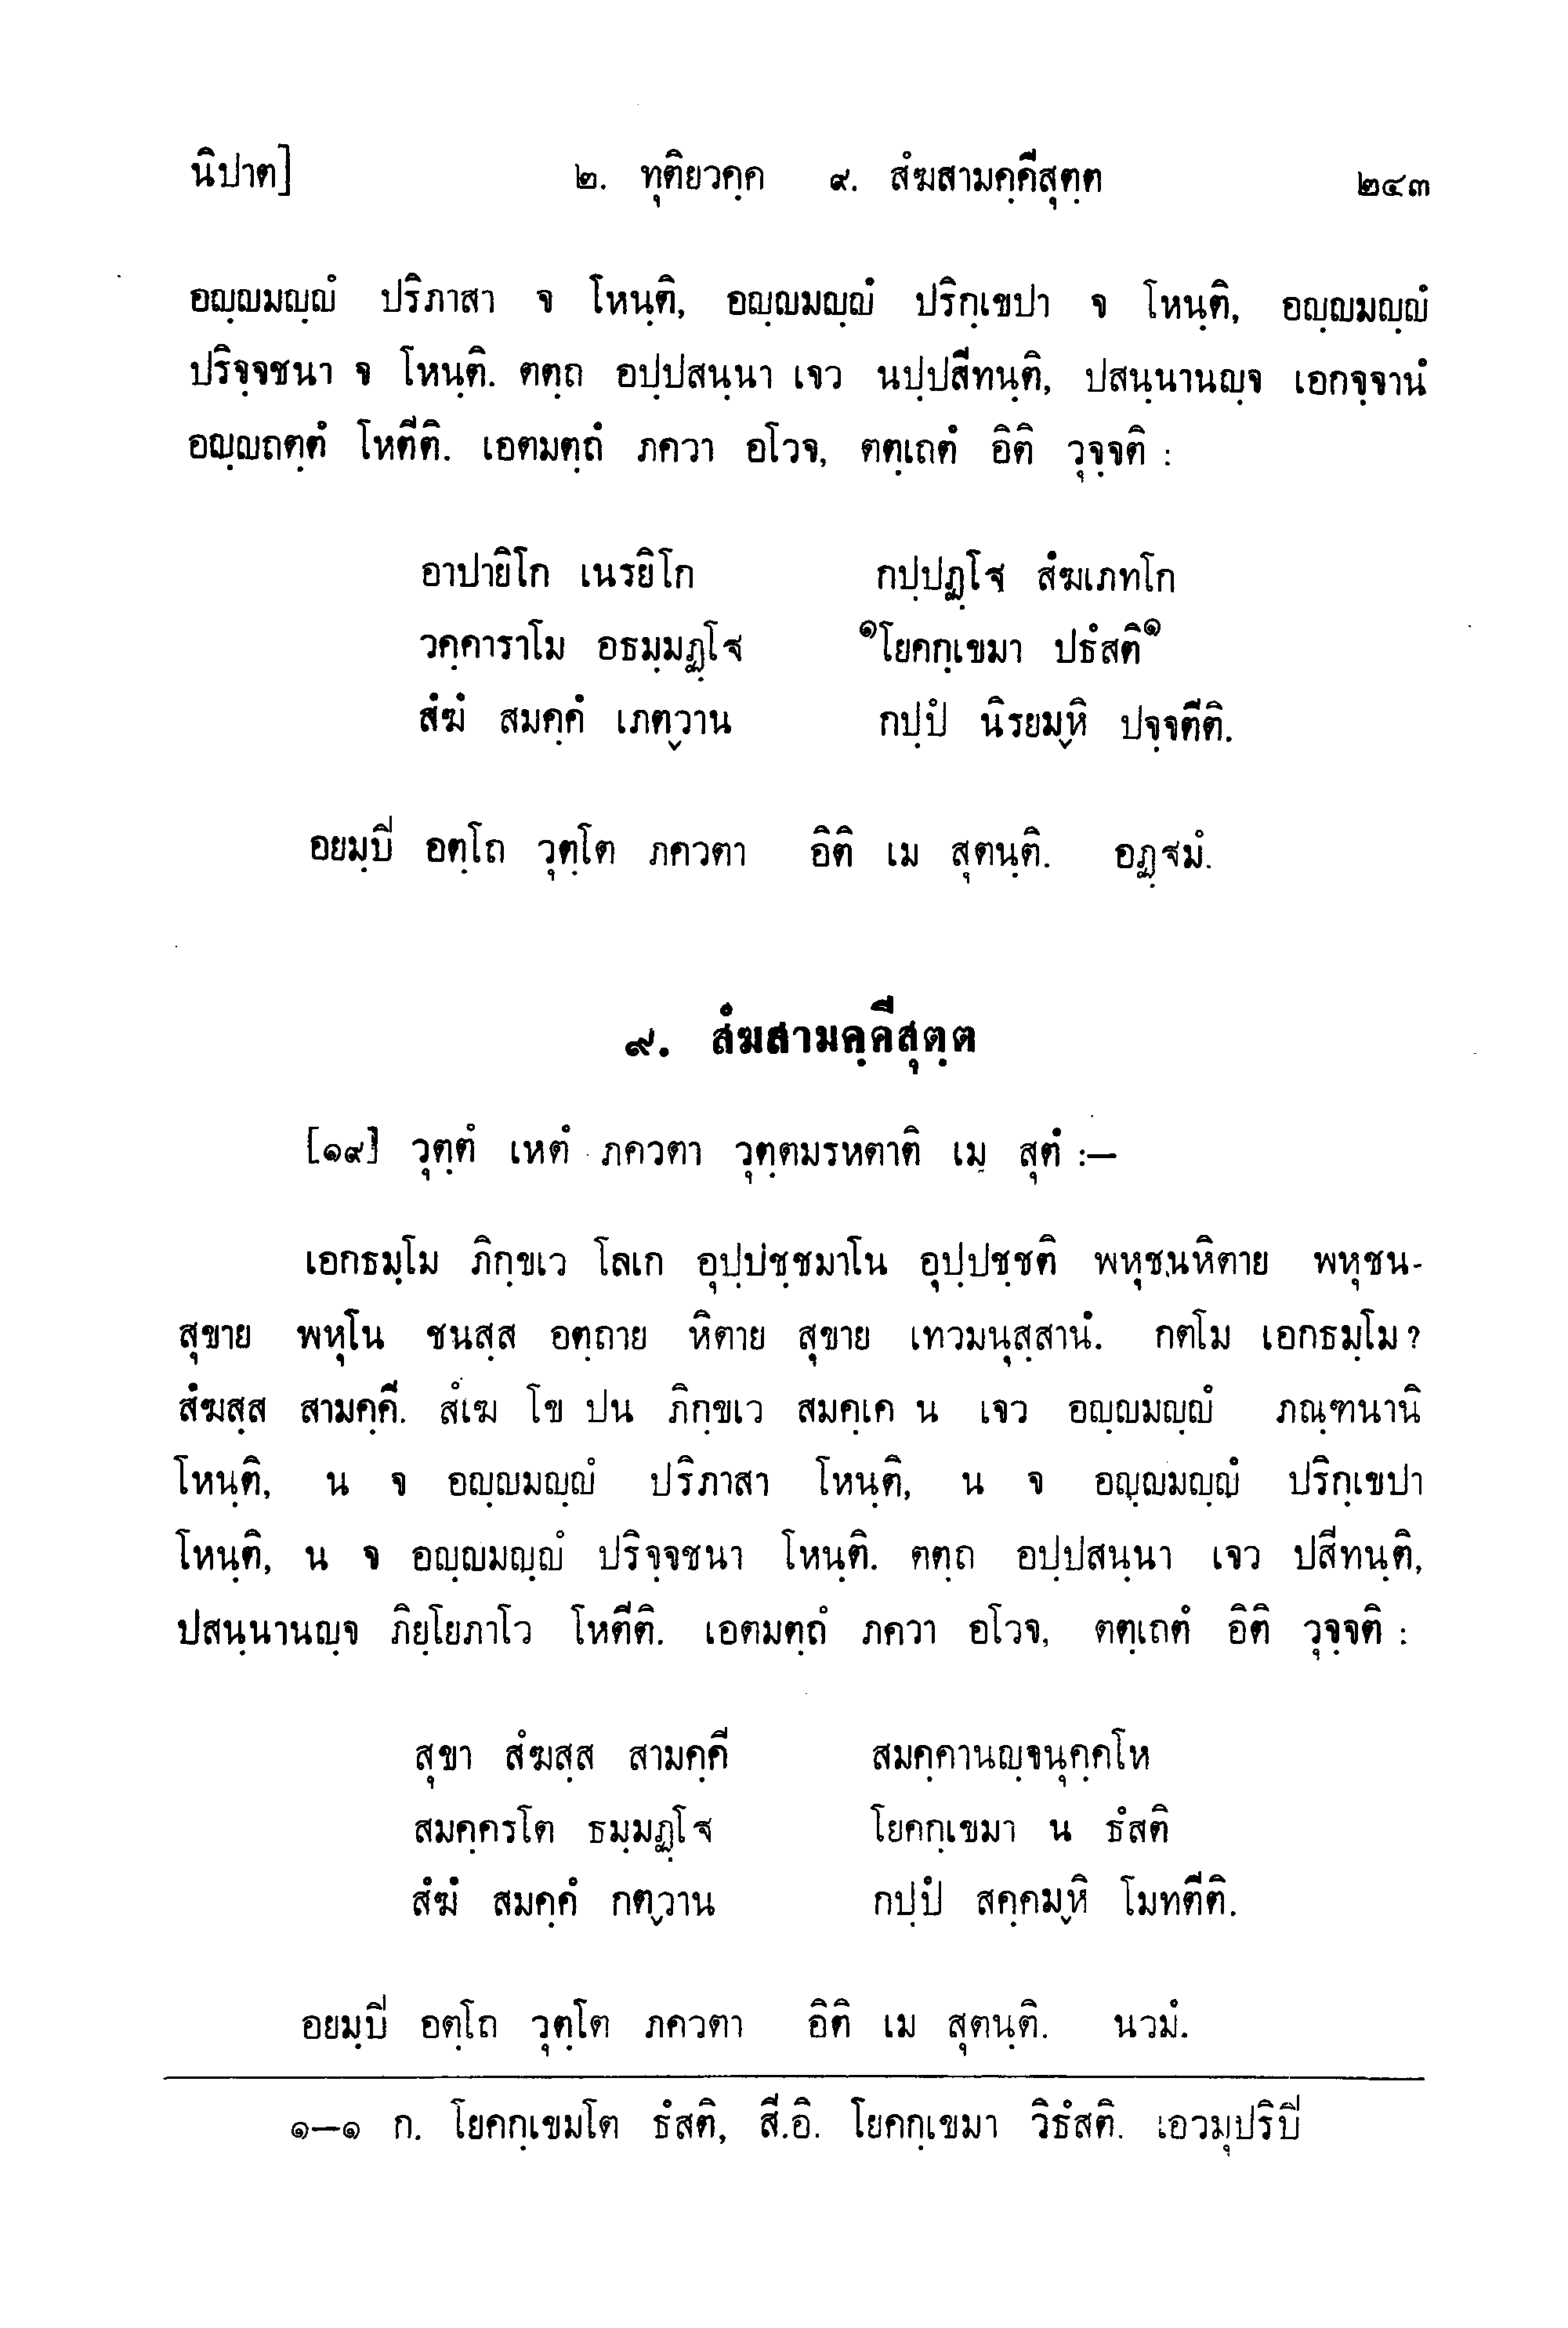 นิปาต] ๒. ทุติยวคฺค ๙. สํฆสามคฺคีสุตฺต ๒๔๓
อญฺญมญฺญํ ปริภาสา จ โหนฺติ, อญฺญมญฺญํ ปริกฺเขปา จ โหนฺติ, อญฺญมญฺญํ
ปริจฺจชนา จ โหนฺติ. ตตฺถ อปฺปสนฺนา เจว นปฺปสีทนฺติ, ปสนฺนานญฺจ เอกจฺจานํ
อญฺญถตฺตํ โหตีติ. เอตมตฺถํ ภควา อโวจ, ตตฺเถตํ อิติ วุจฺจติ :
อาปายิโก เนรยิโก กปฺปฏฺโฐ สํฆเภทโก
วคฺคาราโม อธมฺมฏฺโฐ ๑โยคกฺเขมา ปธํสติ๑
สํฆํ สมคฺคํ เภตฺวาน กปฺปํ นิรยมฺหิ ปจฺจตีติ.
อยมฺปิ อตฺโถ วุตฺโต ภควตา อิติ เม สุตนฺติ. อฏฺฐมํ.
๙. สํฆสามคฺคีสุตฺต
[๑๙] วุตฺตํ เหตํ ภควตา วุตฺตมรหตาติ เม สุตํ :—
เอกธมฺโม ภิกฺขเว โลเก อุปฺปชฺชมาโน อุปฺปชฺชติ พหุชนหิตาย พหุชน-
สุขาย พหุโน ชนสฺส อตฺถาย หิตาย สุขาย เทวมนุสฺสานํ. กตโม เอกธมฺโม ?
สํฆสฺส สามคฺคี. สํเฆ โข ปน ภิกฺขเว สมคฺเค น เจว อญฺญมญฺญํ ภณฺฑนานิ
โหนฺติ, น จ อญฺญมญฺญํ ปริภาสา โหนฺติ, น จ อญฺญมญฺญํ ปริกฺเขปา
โหนฺติ, น จ อญฺญมญฺญํ ปริจฺจชนา โหนฺติ. ตตฺถ อปฺปสนฺนา เจว ปสีทนฺติ,
ปสนฺนานญฺจ ภิยฺโยภาโว โหตีติ. เอตมตฺถํ ภควา อโวจ, ตตฺเถตํ อิติ วุจฺจติ :
สุขา สํฆสฺส สามคฺคี สมคฺคานญฺจนุคฺคโห
สมคฺครโต ธมฺมฏฺโฐ โยคกฺเขมา น ธํสติ
สํฆํ สมคฺคํ กตฺวาน กปฺปํ สคฺคมฺหิ โมทตีติ.
อยมฺปิ อตฺโถ วุตฺโต ภควตา อิติ เม สุตนฺติ. นวมํ.
๑—๑ ก. โยคกฺเขมโต ธํสติ, สี.อิ. โยคกฺเขมา วิธํสติ. เอวมุปริปิ